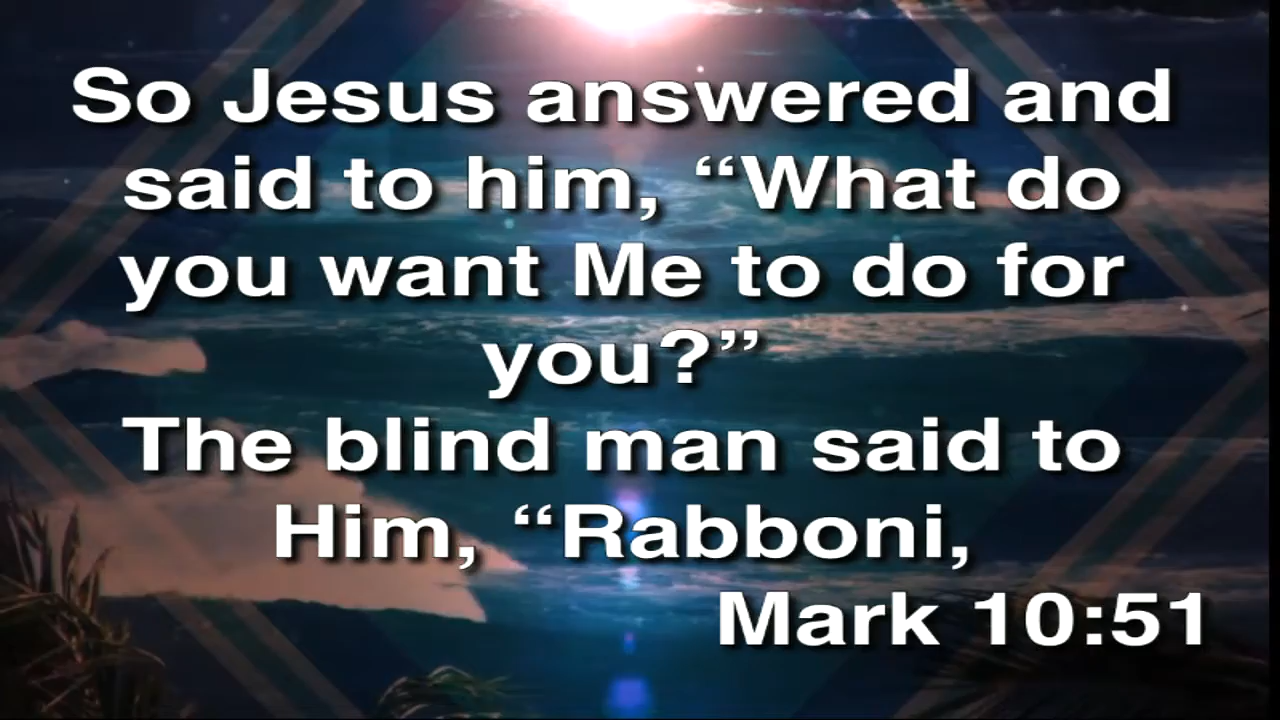 So Jesus answered and
said to him, “What do
you want Me to do for
you?”
The blind man said to
Him, “Rabboni,
Mark 10:51